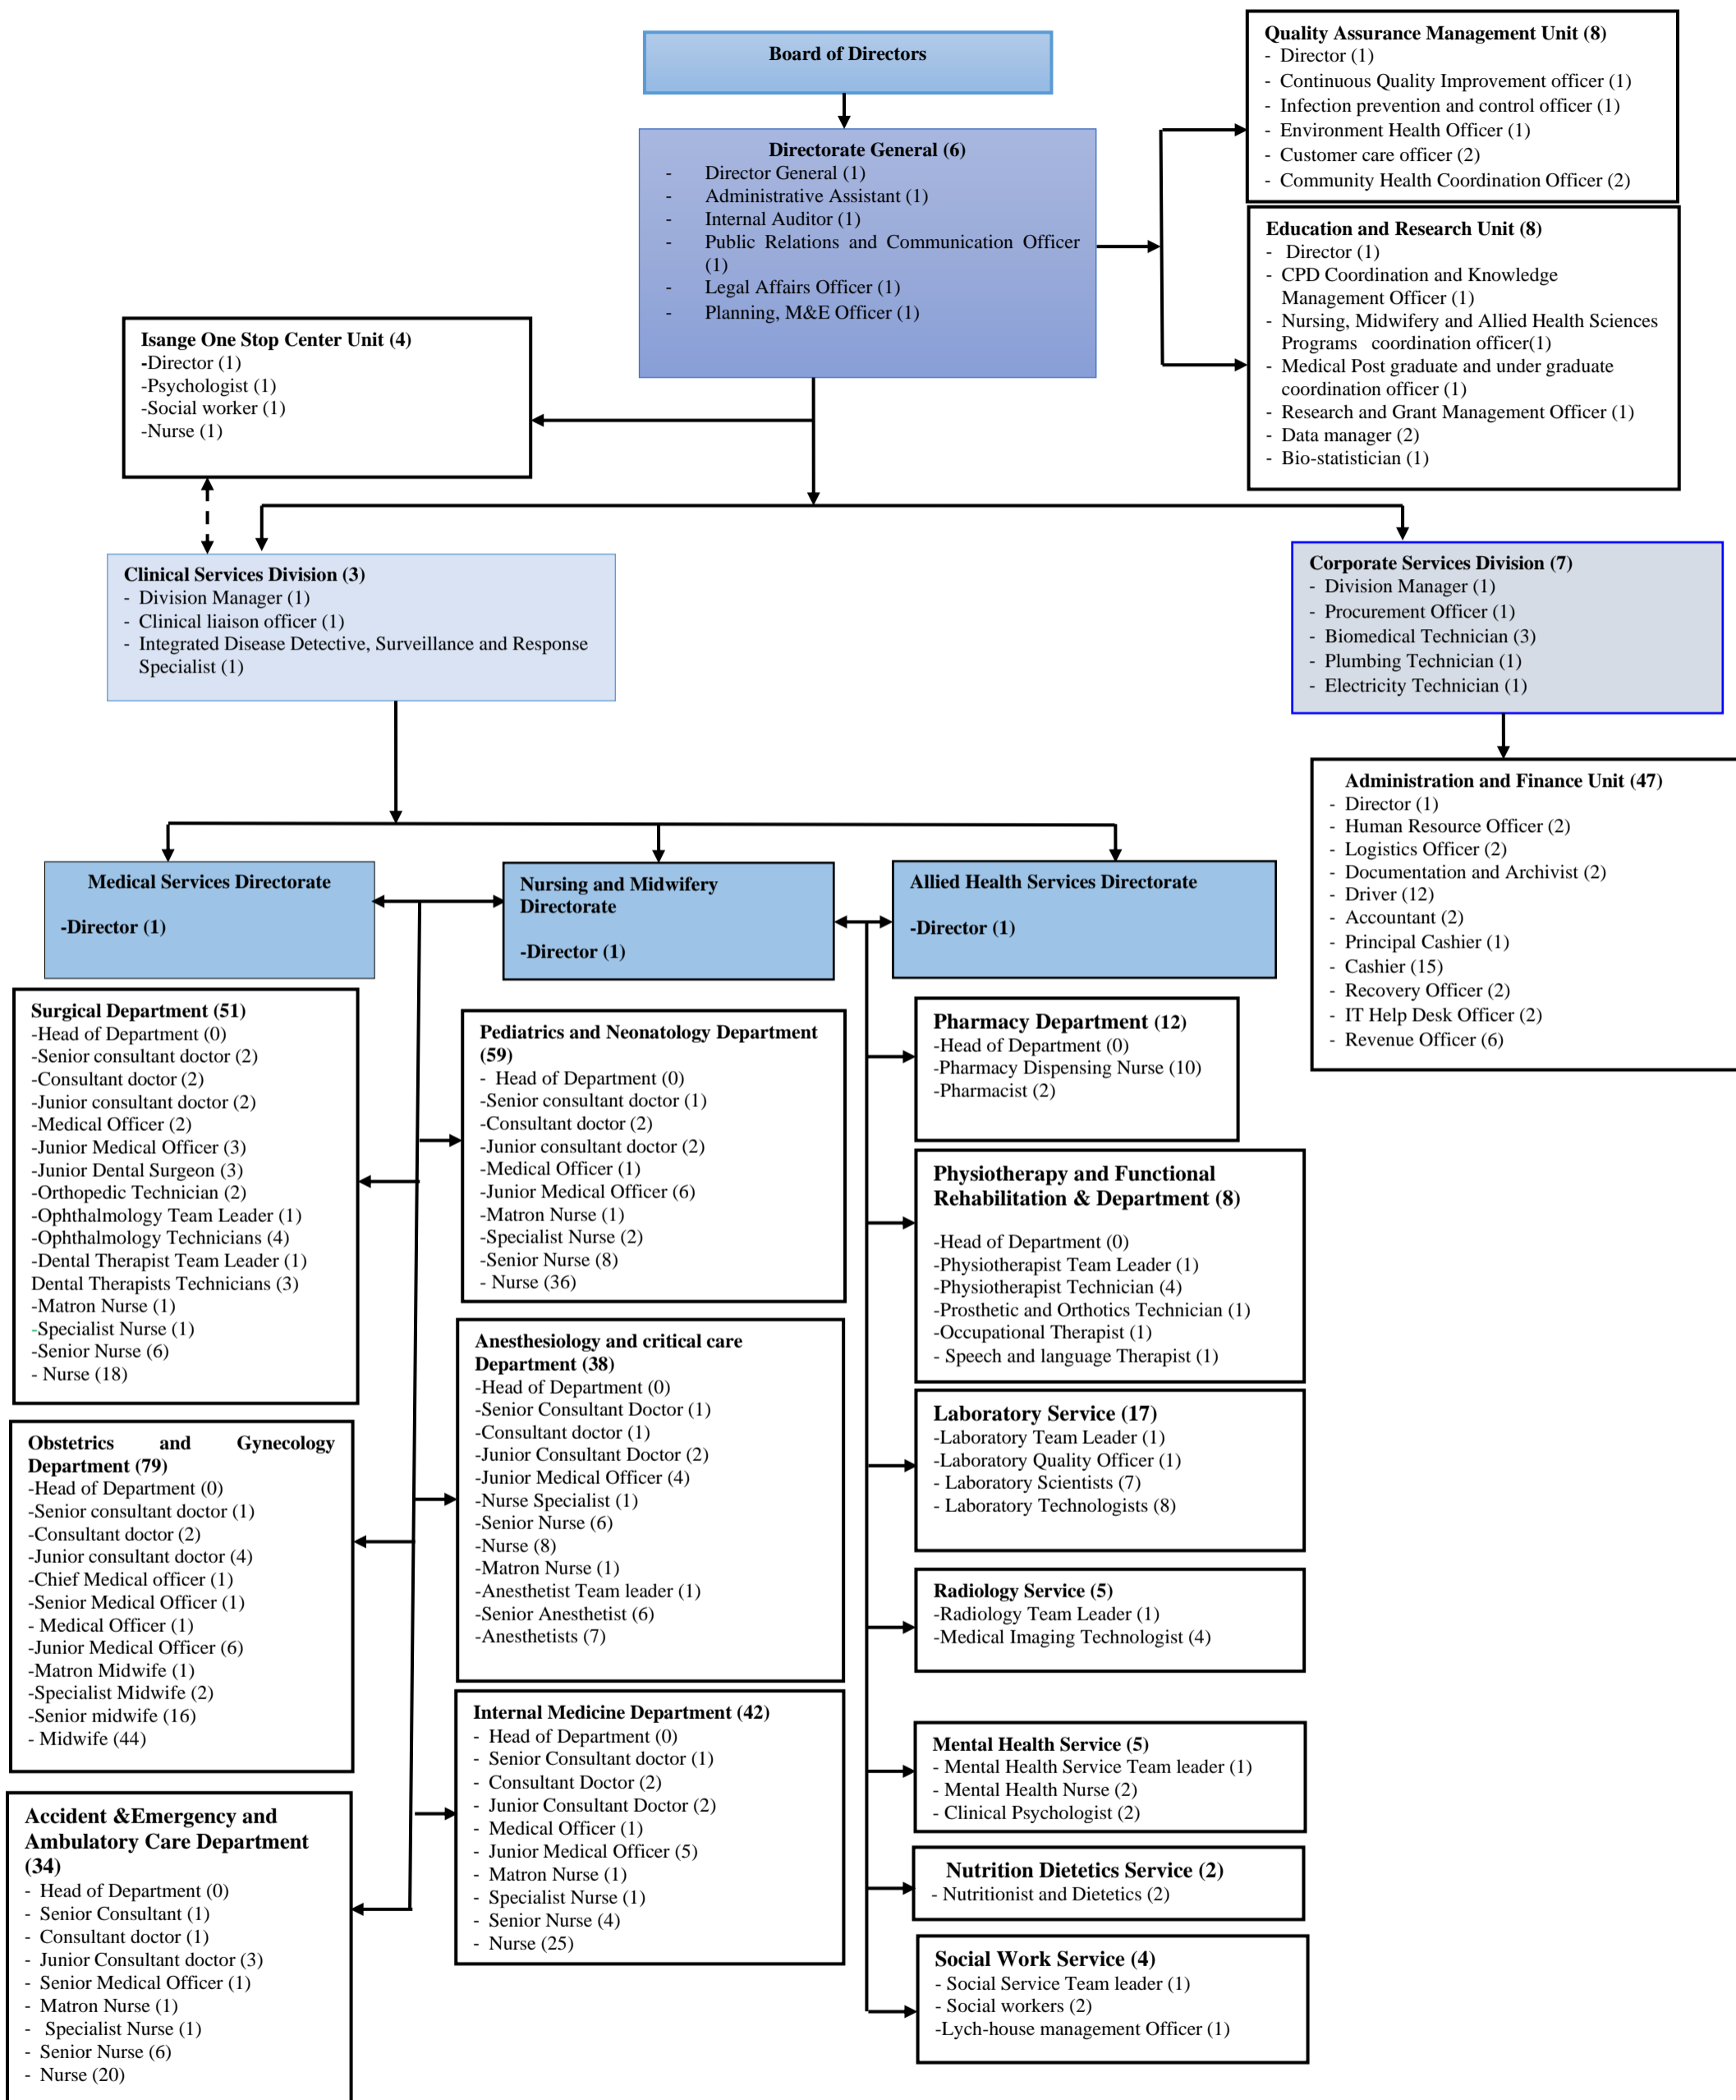 Board of Directors
Directorate General (6)
- Director General (1)
- Administrative Assistant (1)
- Internal Auditor (1)
- Public Relations and Communication Officer
(1)
- Legal Affairs Officer (1)
- Planning, M&E Officer (1)
Quality Assurance Management Unit (8)
- Director (1)
- Continuous Quality Improvement officer (1)
- Infection prevention and control officer (1)
- Environment Health Officer (1)
- Customer care officer (2)
- Community Health Coordination Officer (2)
Education and Research Unit (8)
- Director (1)
- CPD Coordination and Knowledge
Management Officer (1)
- Nursing, Midwifery and Allied Health Sciences
Programs coordination officer(1)
- Medical Post graduate and under graduate
coordination officer (1)
- Research and Grant Management Officer (1)
- Data manager (2)
- Bio-statistician (1)
Isange One Stop Center Unit (4)
-Director (1)
-Psychologist (1)
-Social worker (1)
-Nurse (1)
Clinical Services Division (3)
- Division Manager (1)
- Clinical liaison officer (1)
- Integrated Disease Detective, Surveillance and Response
Specialist (1)
Corporate Services Division (7)
- Division Manager (1)
- Procurement Officer (1)
- Biomedical Technician (3)
- Plumbing Technician (1)
- Electricity Technician (1)
Administration and Finance Unit (47)
- Director (1)
- Human Resource Officer (2)
- Logistics Officer (2)
- Documentation and Archivist (2)
- Driver (12)
- Accountant (2)
- Principal Cashier (1)
- Cashier (15)
- Recovery Officer (2)
- IT Help Desk Officer (2)
- Revenue Officer (6)
Medical Services Directorate
-Director (1)
Nursing and Midwifery
Directorate
-Director (1)
Allied Health Services Directorate
-Director (1)
Surgical Department (51)
-Head of Department (0)
-Senior consultant doctor (2)
-Consultant doctor (2)
-Junior consultant doctor (2)
-Medical Officer (2)
-Junior Medical Officer (3)
-Junior Dental Surgeon (3)
-Orthopedic Technician (2)
-Ophthalmology Team Leader (1)
-Ophthalmology Technicians (4)
-Dental Therapist Team Leader (1)
Dental Therapists Technicians (3)
-Matron Nurse (1)
-Specialist Nurse (1)
-Senior Nurse (6)
- Nurse (18)
Obstetrics and Gynecology
Department (79)
-Head of Department (0)
-Senior consultant doctor (1)
-Consultant doctor (2)
-Junior consultant doctor (4)
-Chief Medical officer (1)
-Senior Medical Officer (1)
- Medical Officer (1)
-Junior Medical Officer (6)
-Matron Midwife (1)
-Specialist Midwife (2)
-Senior midwife (16)
- Midwife (44)
Accident &Emergency and
Ambulatory Care Department
(34)
- Head of Department (0)
- Senior Consultant (1)
- Consultant doctor (1)
- Junior Consultant doctor (3)
- Senior Medical Officer (1)
- Matron Nurse (1)
- Specialist Nurse (1)
- Senior Nurse (6)
- Nurse (20)
Pediatrics and Neonatology Department
(59)
- Head of Department (0)
-Senior consultant doctor (1)
-Consultant doctor (2)
-Junior consultant doctor (2)
-Medical Officer (1)
-Junior Medical Officer (6)
-Matron Nurse (1)
-Specialist Nurse (2)
-Senior Nurse (8)
- Nurse (36)
Anesthesiology and critical care
Department (38)
-Head of Department (0)
-Senior Consultant Doctor (1)
-Consultant doctor (1)
-Junior Consultant Doctor (2)
-Junior Medical Officer (4)
-Nurse Specialist (1)
-Senior Nurse (6)
-Nurse (8)
-Matron Nurse (1)
-Anesthetist Team leader (1)
-Senior Anesthetist (6)
-Anesthetists (7)
Internal Medicine Department (42)
- Head of Department (0)
- Senior Consultant doctor (1)
- Consultant Doctor (2)
- Junior Consultant Doctor (2)
- Medical Officer (1)
- Junior Medical Officer (5)
- Matron Nurse (1)
- Specialist Nurse (1)
- Senior Nurse (4)
- Nurse (25)
Pharmacy Department (12)
-Head of Department (0)
-Pharmacy Dispensing Nurse (10)
-Pharmacist (2)
Physiotherapy and Functional
Rehabilitation & Department (8)
-Head of Department (0)
-Physiotherapist Team Leader (1)
-Physiotherapist Technician (4)
-Prosthetic and Orthotics Technician (1)
-Occupational Therapist (1)
- Speech and language Therapist (1)
Laboratory Service (17)
-Laboratory Team Leader (1)
-Laboratory Quality Officer (1)
- Laboratory Scientists (7)
- Laboratory Technologists (8)
Radiology Service (5)
-Radiology Team Leader (1)
-Medical Imaging Technologist (4)
Mental Health Service (5)
- Mental Health Service Team leader (1)
- Mental Health Nurse (2)
- Clinical Psychologist (2)
Nutrition Dietetics Service (2)
- Nutritionist and Dietetics (2)
Social Work Service (4)
- Social Service Team leader (1)
- Social workers (2)
-Lych-house management Officer (1)